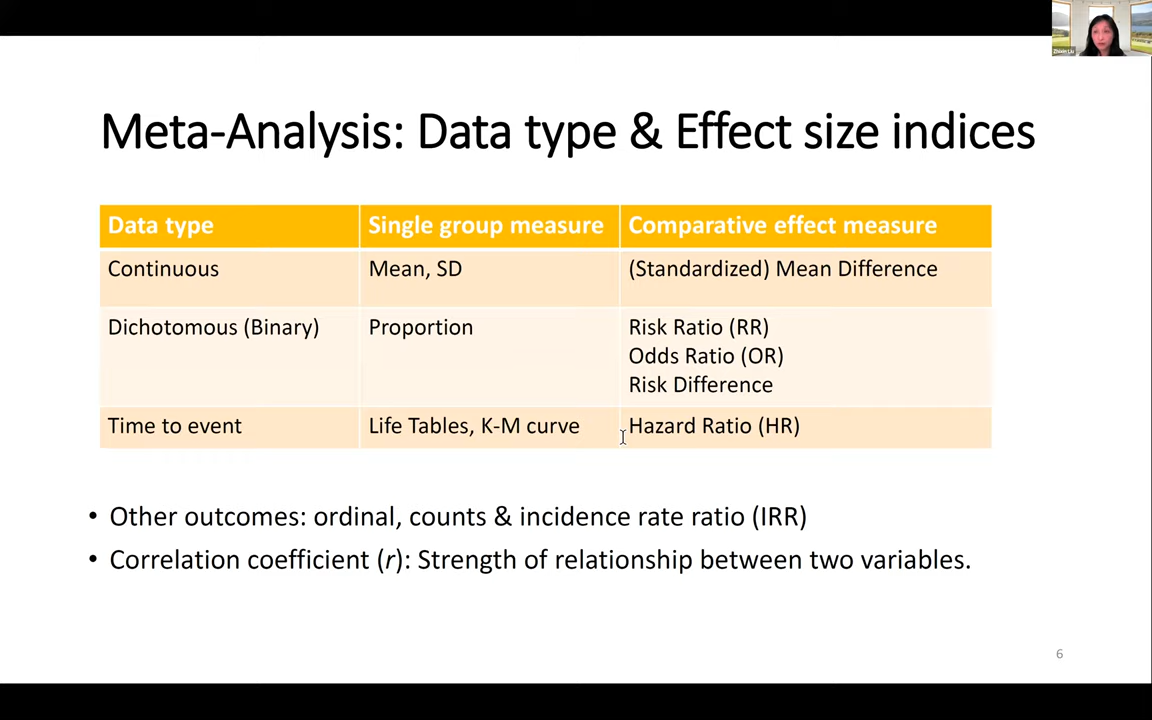 Zhixin Liu
Meta-Analysis: Data type & Effect size indices
Data type Single group measure Comparative effect measure
Continuous Mean, SD (Standardized) Mean Difference
Dichotomous (Binary) Proportion Risk Ratio (RR)
Odds Ratio (OR)
Risk Difference
Time to event Life Tables, K-M curve Hazard Ratio (HR)
• Other outcomes: ordinal, counts & incidence rate ratio (IRR)
• Correlation coefficient (r): Strength of relationship between two variables.
6